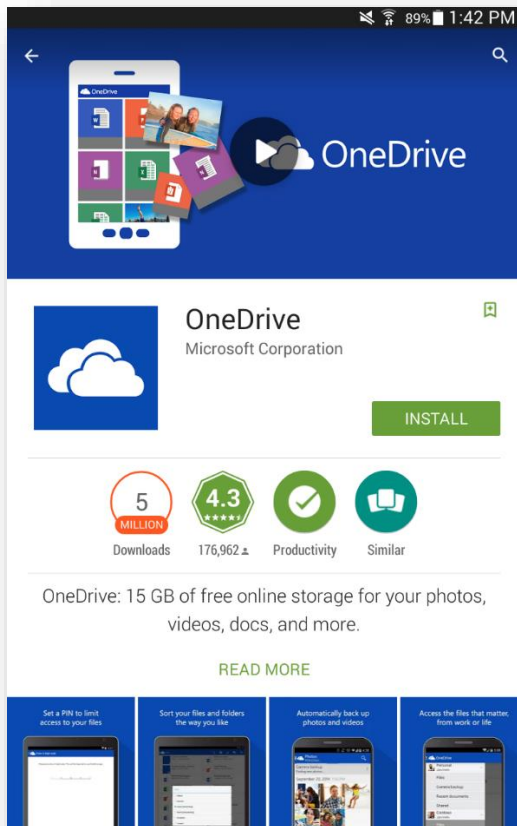 89% 1:42 PM
OneDrive
OneDrive
OneDrive
Microsoft Corporation
INSTALL
5
MILLION
Downloads
4.3
176,962
Productivity
Similar
OneDrive: 15 GB of free online storage for your photos,
videos, docs, and more.
READ MORE
Set a PIN to limit
access to your files
Sort your files and folders
the way you like
Automatically back up
photos and videos
Access the files that matter,
from work or life